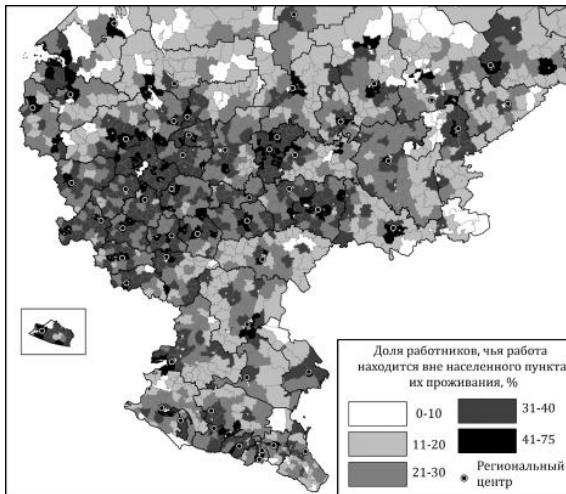 Доля работников, чья работа
находится вне населенного пункта
их проживания, %
0-10
31-40
11-20
41-75
21-30
Региональный
центр